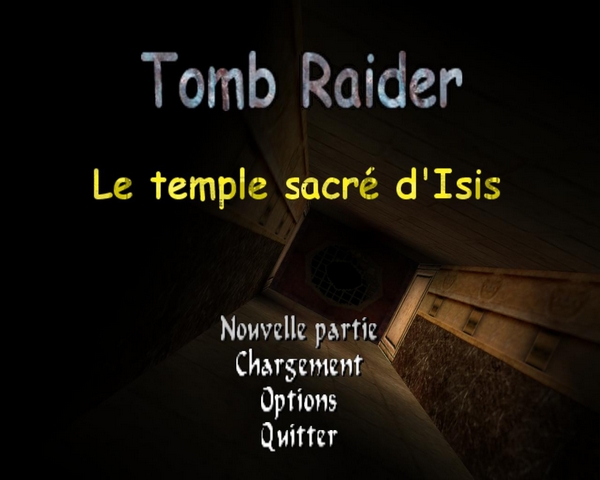 Tomb Raider
Le temple sacré d'Isis
Nouvelle partie
Chargement
Options
Quitter